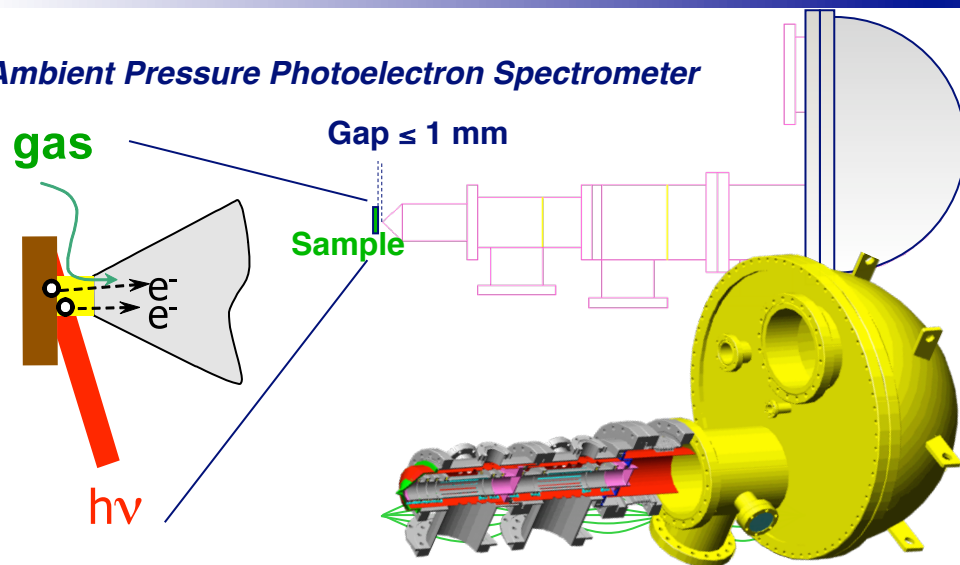 Ambient Pressure Photoelectron Spectrometer
gas
Gap ≤ 1 mm
Sample
e-
e-
hν